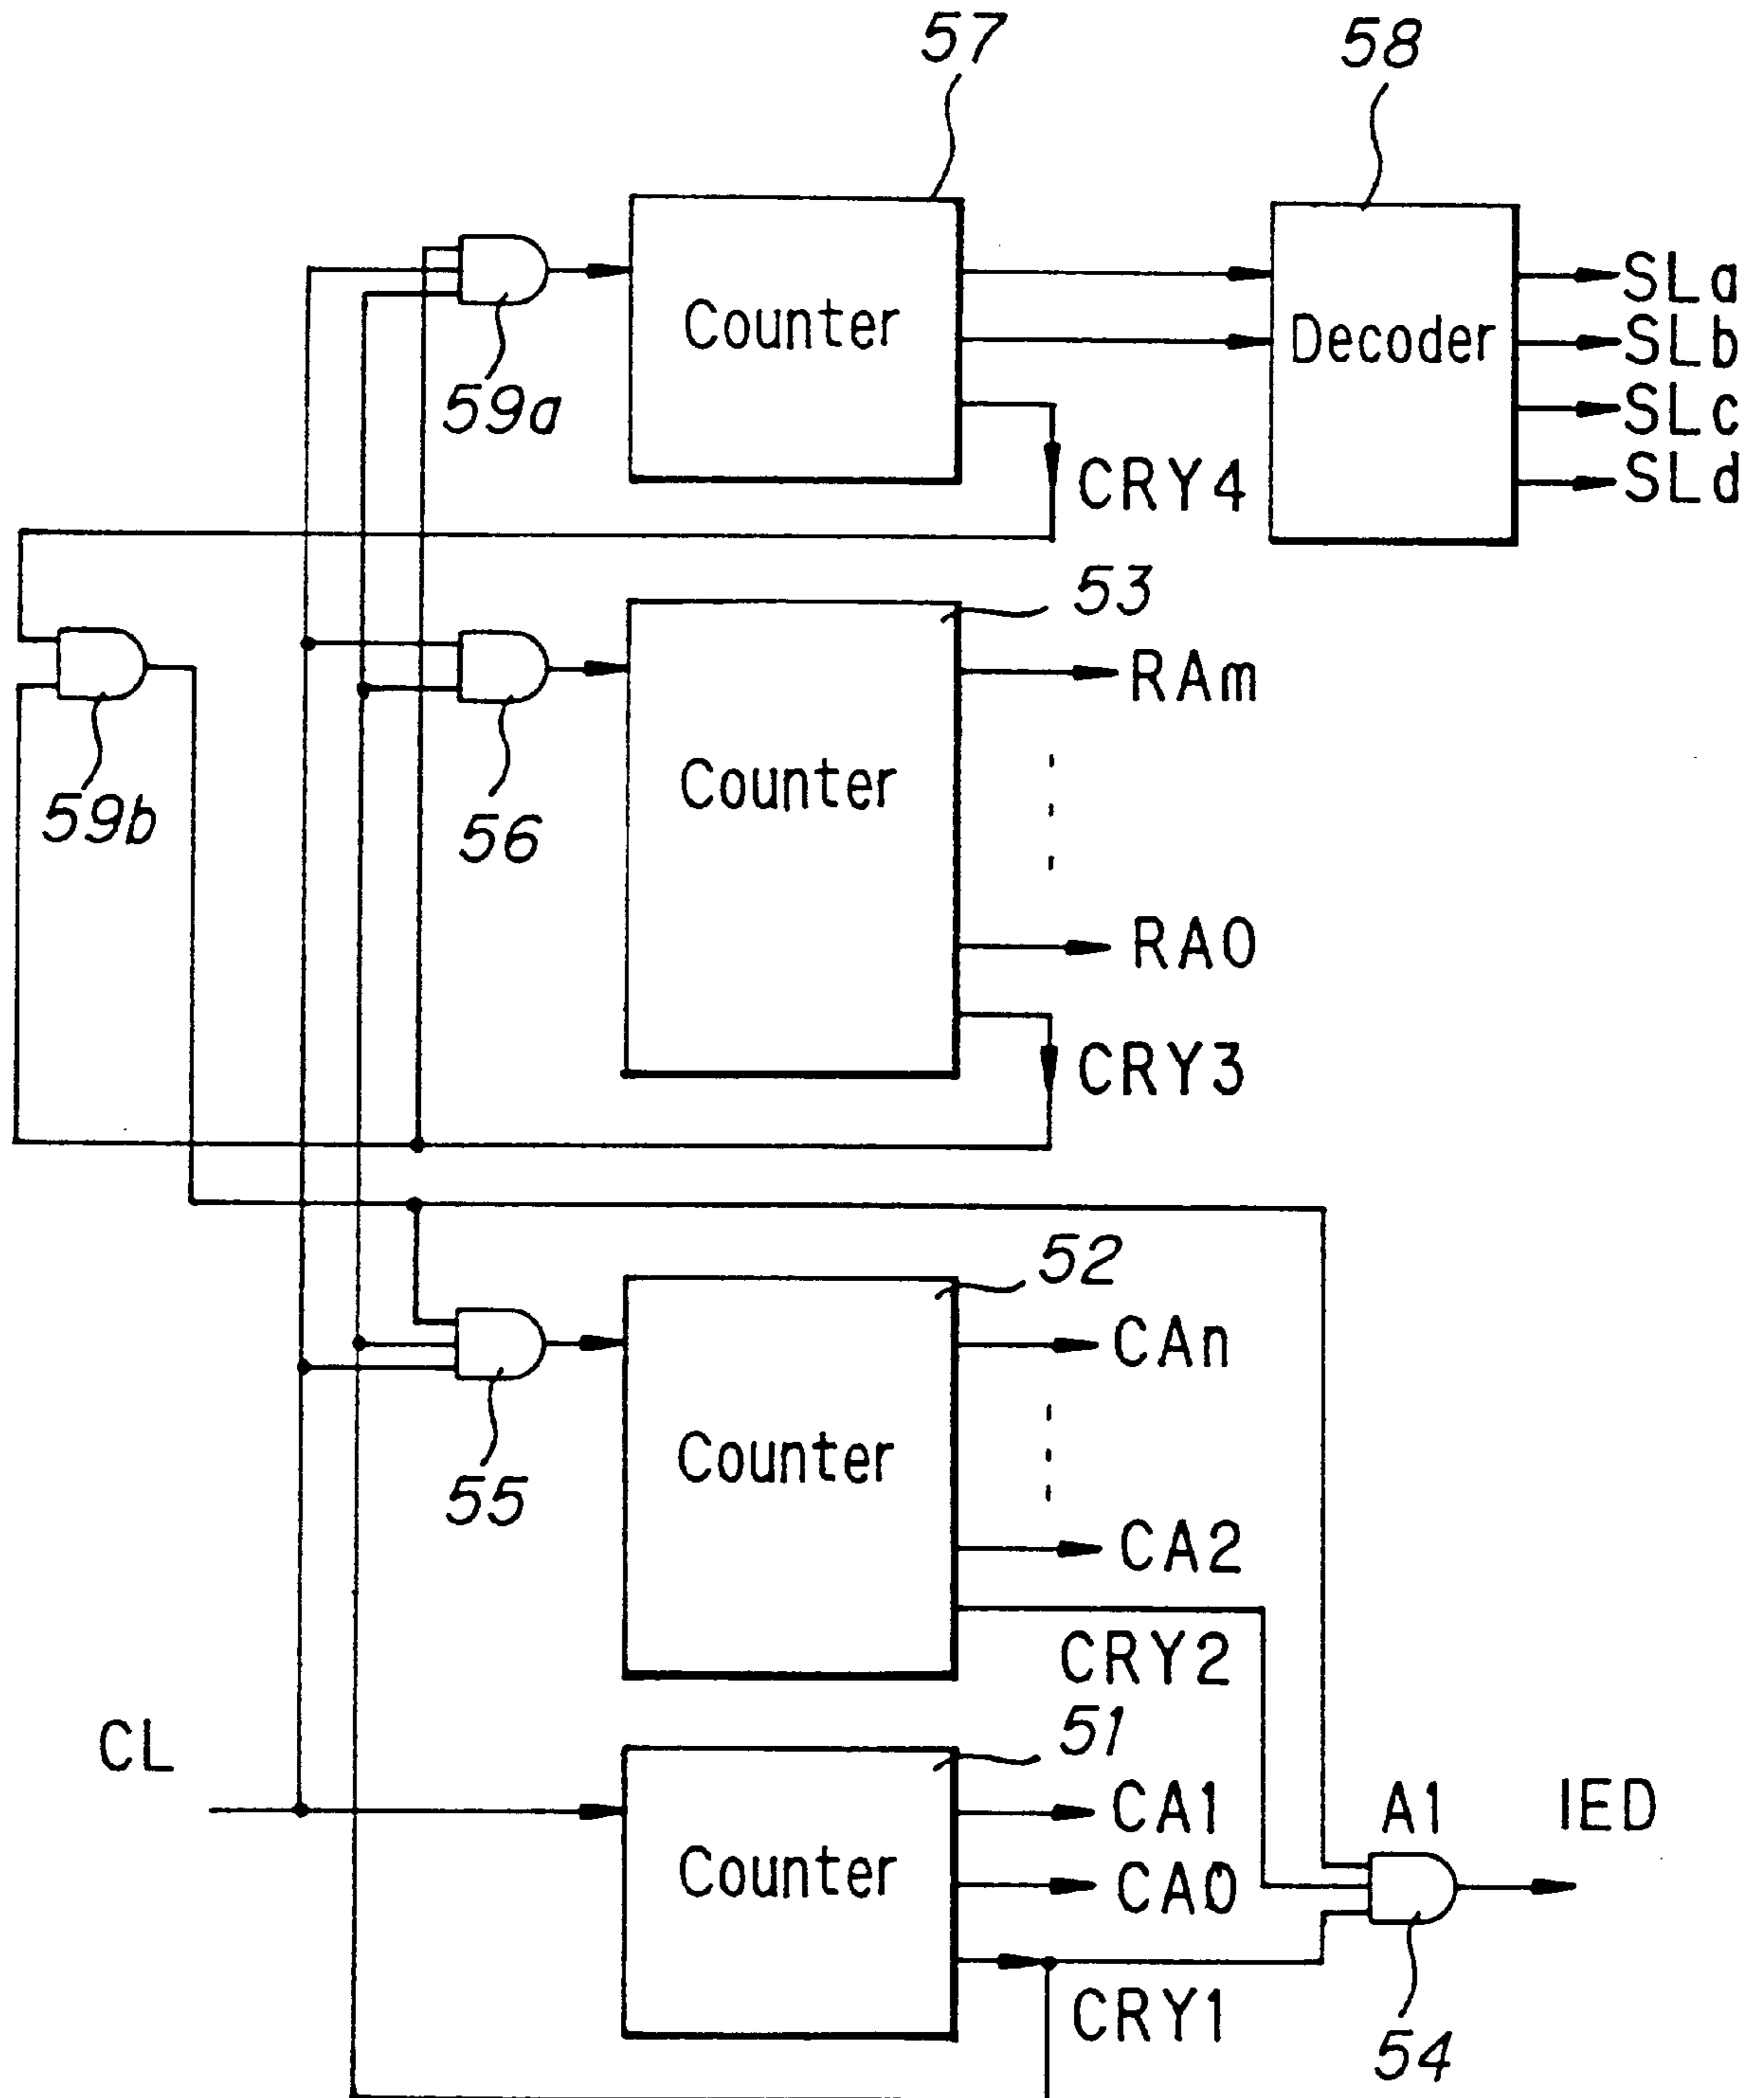 57
58
Counter
Decoder
SLa
SLb
SLc
SLd
59a
CRY4
53
RAm
59b
56
Counter
RA0
CRY3
52
CAn
Counter
55
CA2
CRY2
51
CL
CA1
A1
IED
Counter
CA0
CRY1
54